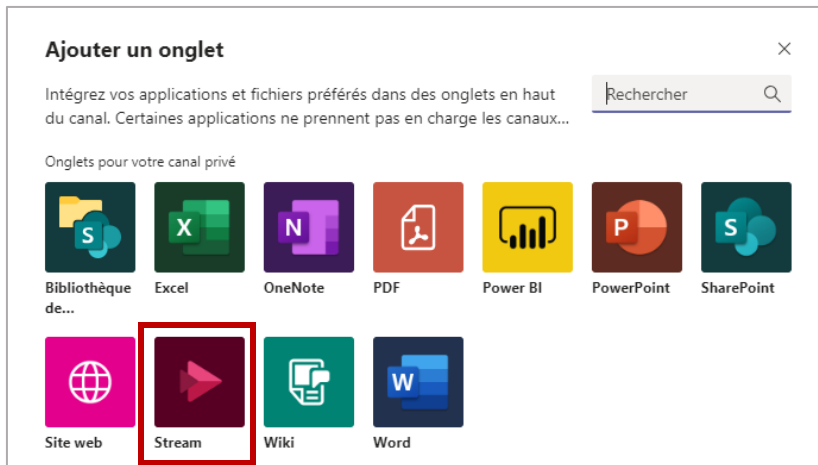 Ajouter un onglet
Intégrez vos applications et fichiers préférés dans des onglets en haut
du canal. Certaines applications ne prennent pas en charge les canaux...
Rechercher
Onglets pour votre canal privé
S
X
N
P
S
Bibliothèque
de...
Excel
OneNote
PDF
Power BI
PowerPoint
SharePoint
W
Site web
Stream
Wiki
Word